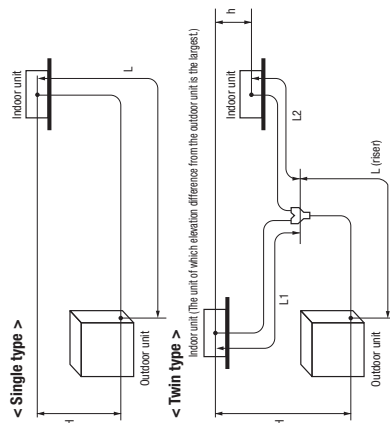 < Single type >
Indoor unit
L
Outdoor unit
< Twin type >
Indoor unit (The unit of which elevation difference from the outdoor unit is the largest.)
h
Indoor unit
L1
L2
L (riser)
Outdoor unit